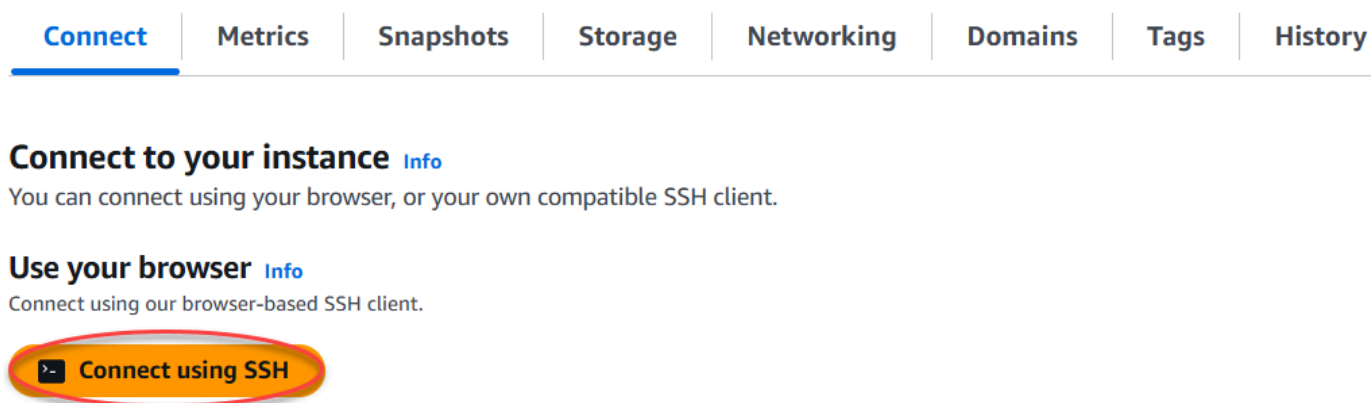 Connect Metrics Snapshots Storage Networking Domains Tags History
Connect to your instance Info
You can connect using your browser, or your own compatible SSH client.
Use your browser Info
Connect using our browser-based SSH client.
>_ Connect using SSH